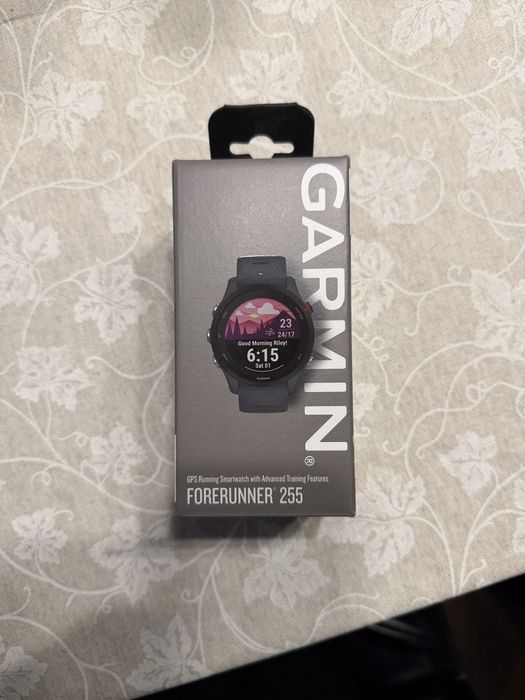 GARMIN®
23
24/17
Good Morning Riley!
6:15
Sat 01
GPS Running Smartwatch with Advanced Training Features
FORERUNNER® 255